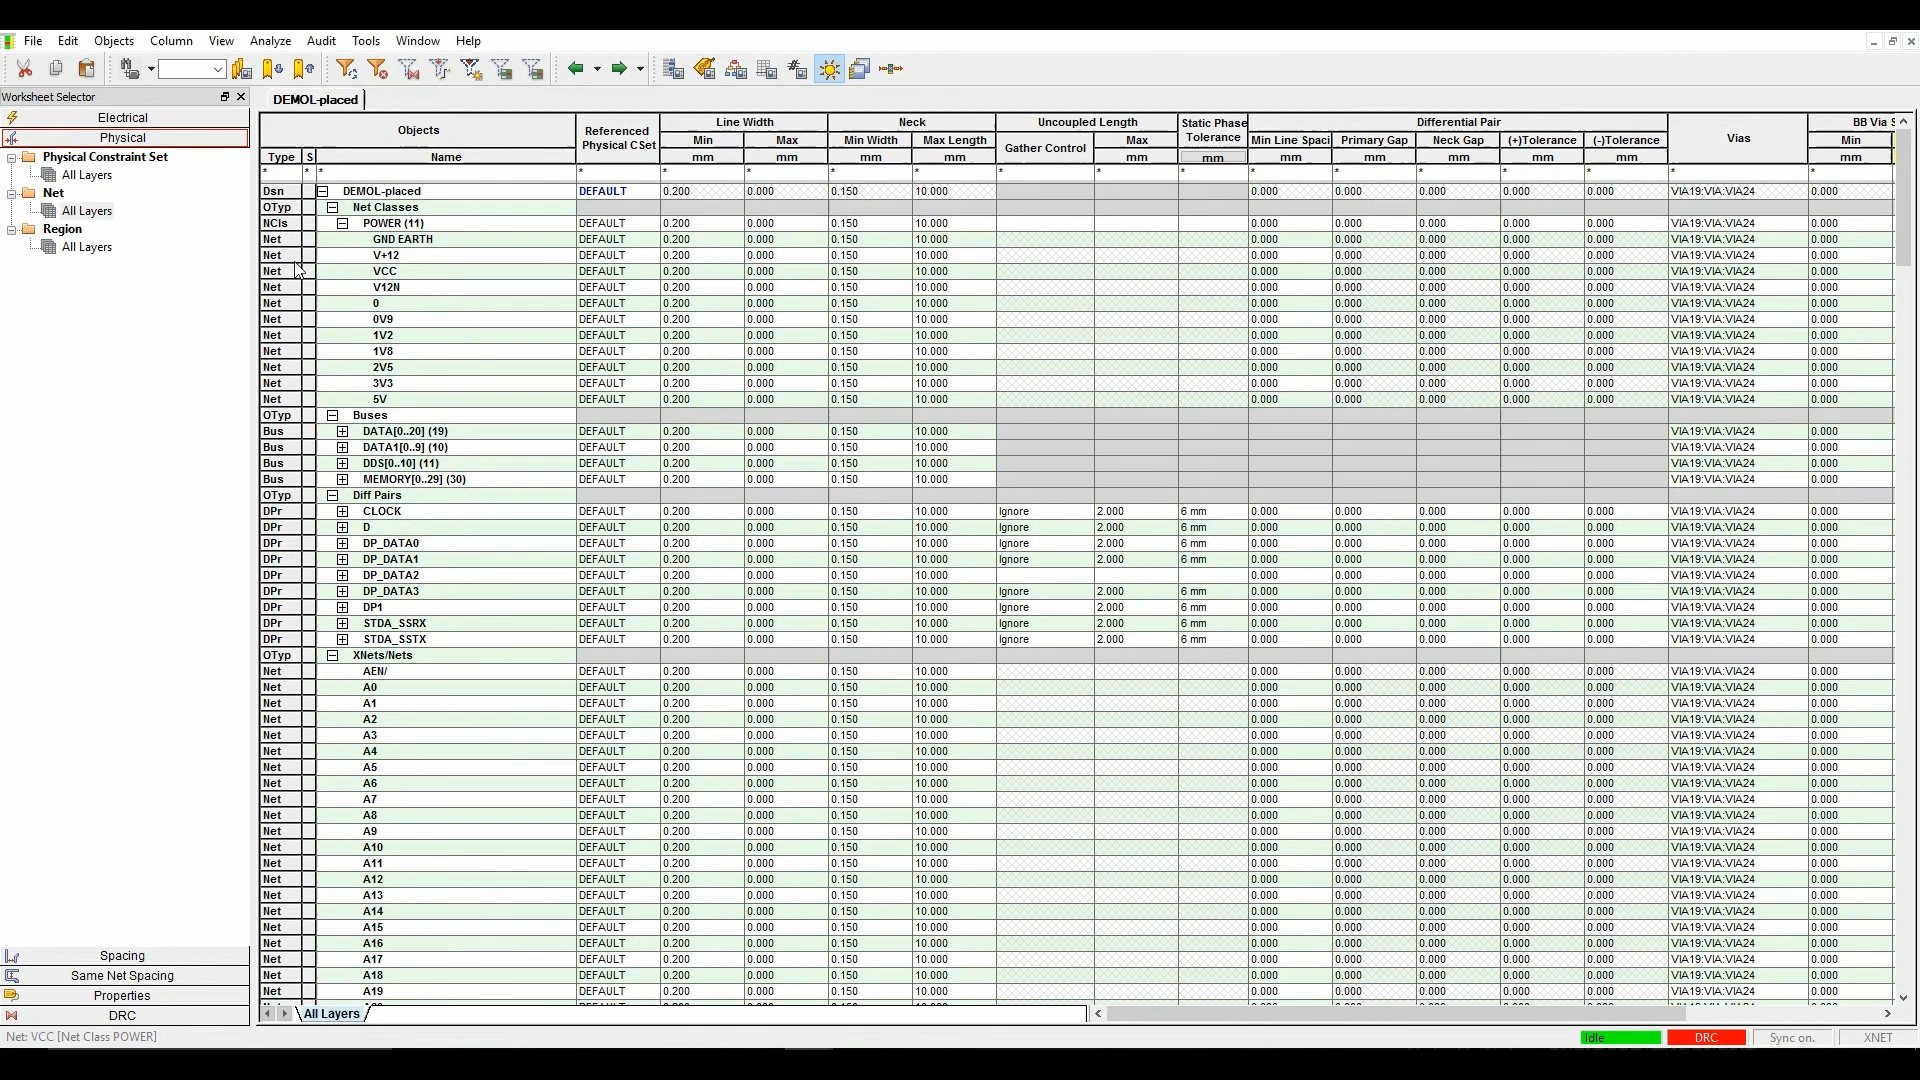 File Edit Objects Column View Analyze Audit Tools Window Help
Worksheet Selector
DEMOL-placed
Electrical
Physical
Physical Constraint Set
All Layers
Net
All Layers
Region
All Layers
Spacing
Same Net Spacing
Properties
DRC
Objects Referenced Physical CSet Line Width Neck Uncoupled Length Static Phase Tolerance Differential Pair Vias BB Via S
Min Max Min Width Max Length Gather Control Max Min Line Spaci Primary Gap Neck Gap (+)Tolerance (-)Tolerance Min
Type S Name mm mm mm mm mm mm mm mm mm mm mm mm
* * * * * * * * * * * * * * * * * *
Dsn DEMOL-placed DEFAULT 0.200 0.000 0.150 10.000 0.000 0.000 0.000 0.000 0.000 VIA19:VIA:VIA24 0.000
OTyp Net Classes
NCls POWER (11) DEFAULT 0.200 0.000 0.150 10.000 0.000 0.000 0.000 0.000 0.000 VIA19:VIA:VIA24 0.000
Net GND EARTH DEFAULT 0.200 0.000 0.150 10.000 0.000 0.000 0.000 0.000 0.000 VIA19:VIA:VIA24 0.000
Net V+12 DEFAULT 0.200 0.000 0.150 10.000 0.000 0.000 0.000 0.000 0.000 VIA19:VIA:VIA24 0.000
Net VCC DEFAULT 0.200 0.000 0.150 10.000 0.000 0.000 0.000 0.000 0.000 VIA19:VIA:VIA24 0.000
Net V12N DEFAULT 0.200 0.000 0.150 10.000 0.000 0.000 0.000 0.000 0.000 VIA19:VIA:VIA24 0.000
Net 0 DEFAULT 0.200 0.000 0.150 10.000 0.000 0.000 0.000 0.000 0.000 VIA19:VIA:VIA24 0.000
Net 0V9 DEFAULT 0.200 0.000 0.150 10.000 0.000 0.000 0.000 0.000 0.000 VIA19:VIA:VIA24 0.000
Net 1V2 DEFAULT 0.200 0.000 0.150 10.000 0.000 0.000 0.000 0.000 0.000 VIA19:VIA:VIA24 0.000
Net 1V8 DEFAULT 0.200 0.000 0.150 10.000 0.000 0.000 0.000 0.000 0.000 VIA19:VIA:VIA24 0.000
Net 2V5 DEFAULT 0.200 0.000 0.150 10.000 0.000 0.000 0.000 0.000 0.000 VIA19:VIA:VIA24 0.000
Net 3V3 DEFAULT 0.200 0.000 0.150 10.000 0.000 0.000 0.000 0.000 0.000 VIA19:VIA:VIA24 0.000
Net 5V DEFAULT 0.200 0.000 0.150 10.000 0.000 0.000 0.000 0.000 0.000 VIA19:VIA:VIA24 0.000
OTyp Buses
Bus DATA[0..20] (19) DEFAULT 0.200 0.000 0.150 10.000 VIA19:VIA:VIA24 0.000
Bus DATA1[0..9] (10) DEFAULT 0.200 0.000 0.150 10.000 VIA19:VIA:VIA24 0.000
Bus DDS[0..10] (11) DEFAULT 0.200 0.000 0.150 10.000 VIA19:VIA:VIA24 0.000
Bus MEMORY[0..29] (30) DEFAULT 0.200 0.000 0.150 10.000 VIA19:VIA:VIA24 0.000
OTyp Diff Pairs
DPr CLOCK DEFAULT 0.200 0.000 0.150 10.000 Ignore 2.000 6 mm 0.000 0.000 0.000 0.000 0.000 VIA19:VIA:VIA24 0.000
DPr D DEFAULT 0.200 0.000 0.150 10.000 Ignore 2.000 6 mm 0.000 0.000 0.000 0.000 0.000 VIA19:VIA:VIA24 0.000
DPr DP_DATA0 DEFAULT 0.200 0.000 0.150 10.000 Ignore 2.000 6 mm 0.000 0.000 0.000 0.000 0.000 VIA19:VIA:VIA24 0.000
DPr DP_DATA1 DEFAULT 0.200 0.000 0.150 10.000 Ignore 2.000 6 mm 0.000 0.000 0.000 0.000 0.000 VIA19:VIA:VIA24 0.000
DPr DP_DATA2 DEFAULT 0.200 0.000 0.150 10.000 0.000 0.000 0.000 0.000 0.000 VIA19:VIA:VIA24 0.000
DPr DP_DATA3 DEFAULT 0.200 0.000 0.150 10.000 Ignore 2.000 6 mm 0.000 0.000 0.000 0.000 0.000 VIA19:VIA:VIA24 0.000
DPr DP1 DEFAULT 0.200 0.000 0.150 10.000 Ignore 2.000 6 mm 0.000 0.000 0.000 0.000 0.000 VIA19:VIA:VIA24 0.000
DPr STDA_SSRX DEFAULT 0.200 0.000 0.150 10.000 Ignore 2.000 6 mm 0.000 0.000 0.000 0.000 0.000 VIA19:VIA:VIA24 0.000
DPr STDA_SSTX DEFAULT 0.200 0.000 0.150 10.000 Ignore 2.000 6 mm 0.000 0.000 0.000 0.000 0.000 VIA19:VIA:VIA24 0.000
OTyp XNets/Nets
Net AEN/ DEFAULT 0.200 0.000 0.150 10.000 0.000 0.000 0.000 0.000 0.000 VIA19:VIA:VIA24 0.000
Net A0 DEFAULT 0.200 0.000 0.150 10.000 0.000 0.000 0.000 0.000 0.000 VIA19:VIA:VIA24 0.000
Net A1 DEFAULT 0.200 0.000 0.150 10.000 0.000 0.000 0.000 0.000 0.000 VIA19:VIA:VIA24 0.000
Net A2 DEFAULT 0.200 0.000 0.150 10.000 0.000 0.000 0.000 0.000 0.000 VIA19:VIA:VIA24 0.000
Net A3 DEFAULT 0.200 0.000 0.150 10.000 0.000 0.000 0.000 0.000 0.000 VIA19:VIA:VIA24 0.000
Net A4 DEFAULT 0.200 0.000 0.150 10.000 0.000 0.000 0.000 0.000 0.000 VIA19:VIA:VIA24 0.000
Net A5 DEFAULT 0.200 0.000 0.150 10.000 0.000 0.000 0.000 0.000 0.000 VIA19:VIA:VIA24 0.000
Net A6 DEFAULT 0.200 0.000 0.150 10.000 0.000 0.000 0.000 0.000 0.000 VIA19:VIA:VIA24 0.000
Net A7 DEFAULT 0.200 0.000 0.150 10.000 0.000 0.000 0.000 0.000 0.000 VIA19:VIA:VIA24 0.000
Net A8 DEFAULT 0.200 0.000 0.150 10.000 0.000 0.000 0.000 0.000 0.000 VIA19:VIA:VIA24 0.000
Net A9 DEFAULT 0.200 0.000 0.150 10.000 0.000 0.000 0.000 0.000 0.000 VIA19:VIA:VIA24 0.000
Net A10 DEFAULT 0.200 0.000 0.150 10.000 0.000 0.000 0.000 0.000 0.000 VIA19:VIA:VIA24 0.000
Net A11 DEFAULT 0.200 0.000 0.150 10.000 0.000 0.000 0.000 0.000 0.000 VIA19:VIA:VIA24 0.000
Net A12 DEFAULT 0.200 0.000 0.150 10.000 0.000 0.000 0.000 0.000 0.000 VIA19:VIA:VIA24 0.000
Net A13 DEFAULT 0.200 0.000 0.150 10.000 0.000 0.000 0.000 0.000 0.000 VIA19:VIA:VIA24 0.000
Net A14 DEFAULT 0.200 0.000 0.150 10.000 0.000 0.000 0.000 0.000 0.000 VIA19:VIA:VIA24 0.000
Net A15 DEFAULT 0.200 0.000 0.150 10.000 0.000 0.000 0.000 0.000 0.000 VIA19:VIA:VIA24 0.000
Net A16 DEFAULT 0.200 0.000 0.150 10.000 0.000 0.000 0.000 0.000 0.000 VIA19:VIA:VIA24 0.000
Net A17 DEFAULT 0.200 0.000 0.150 10.000 0.000 0.000 0.000 0.000 0.000 VIA19:VIA:VIA24 0.000
Net A18 DEFAULT 0.200 0.000 0.150 10.000 0.000 0.000 0.000 0.000 0.000 VIA19:VIA:VIA24 0.000
Net A19 DEFAULT 0.200 0.000 0.150 10.000 0.000 0.000 0.000 0.000 0.000 VIA19:VIA:VIA24 0.000
All Layers
Net: VCC [Net Class POWER]
Idle DRC Sync on. XNET